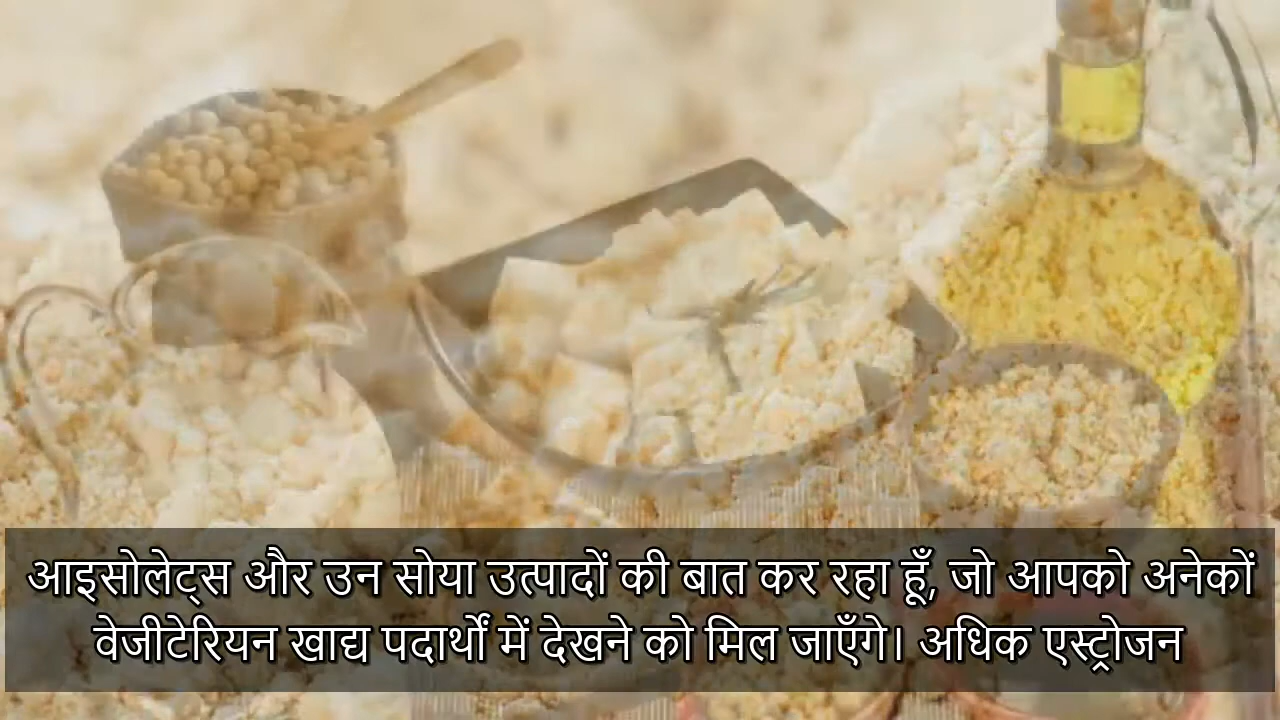 आइसोलेट्स और उन सोया उत्पादों की बात कर रहा हूँ, जो आपको अनेकों
वेजीटेरियन खाद्य पदार्थों में देखने को मिल जाएँगे। अधिक एस्ट्रोजन